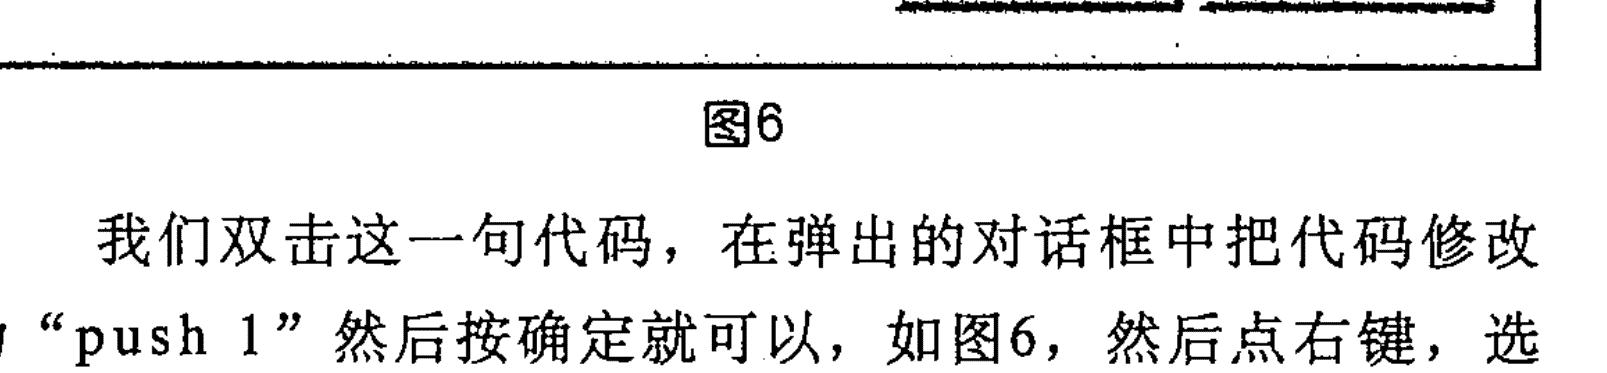 图6
我们双击这一句代码，在弹出的对话框中把代码修改
“push 1”然后按确定就可以，如图6，然后点右键，选